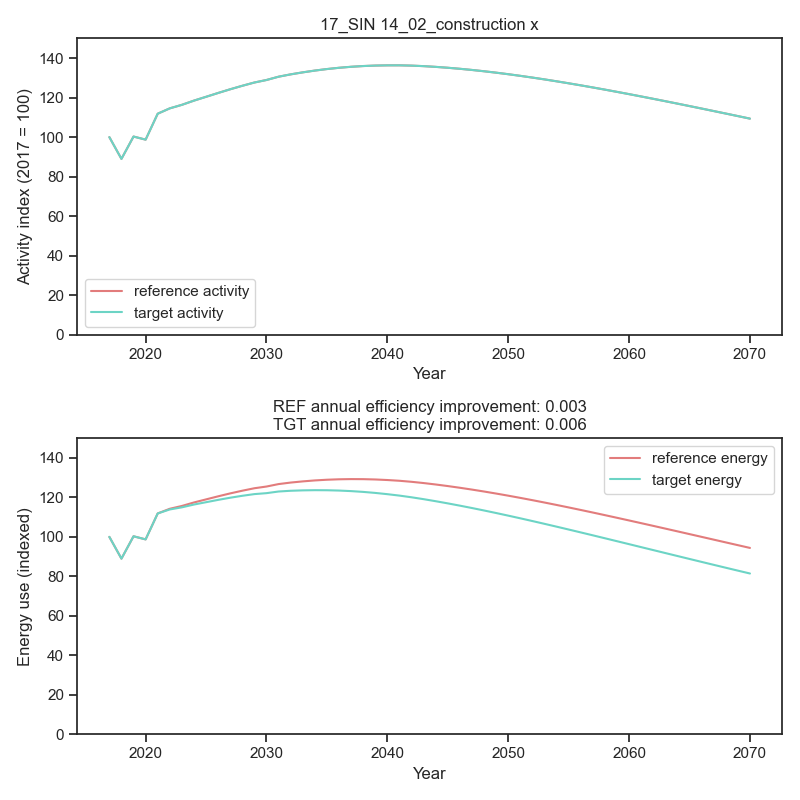 17_SIN 14_02_construction x
Activity index (2017 = 100)
140
120
100
80
60
40
20
0
reference activity
target activity
2020 2030 2040 2050 2060 2070
Year
REF annual efficiency improvement: 0.003
TGT annual efficiency improvement: 0.006
Energy use (indexed)
140
120
100
80
60
40
20
0
reference energy
target energy
2020 2030 2040 2050 2060 2070
Year